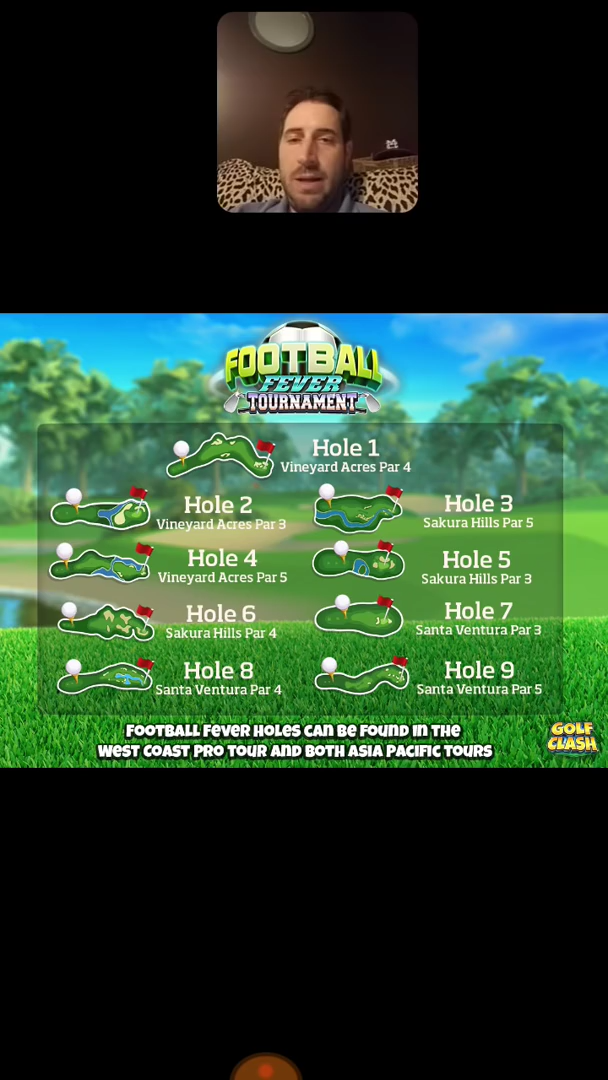 FOOTBALL
FEVER
TOURNAMENT
Hole 1
Vineyard Acres Par 4
Hole 2
Vineyard Acres Par 3
Hole 3
Sakura Hills Par 5
Hole 4
Vineyard Acres Par 5
Hole 5
Sakura Hills Par 3
Hole 6
Sakura Hills Par 4
Hole 7
Santa Ventura Par 3
Hole 8
Santa Ventura Par 4
Hole 9
Santa Ventura Par 5
FOOTBALL FEVER HOLES CAN BE FOUND IN THE
WEST COAST PRO TOUR AND BOTH ASIA PACIFIC TOURS
GOLF
CLASH